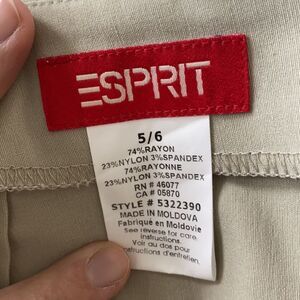 ESPRIT
5/6
74%RAYON
23%NYLON 3%SPANDEX
74%RAYONNE
23%NYLON 3%SPANDEX
RN # 46077
CA # 05870
STYLE # 5322390
MADE IN MOLDOVA
Fabriqué en Moldovie
See reverse for care
instructions.
Voir au dos pour
instructions d'entretien.